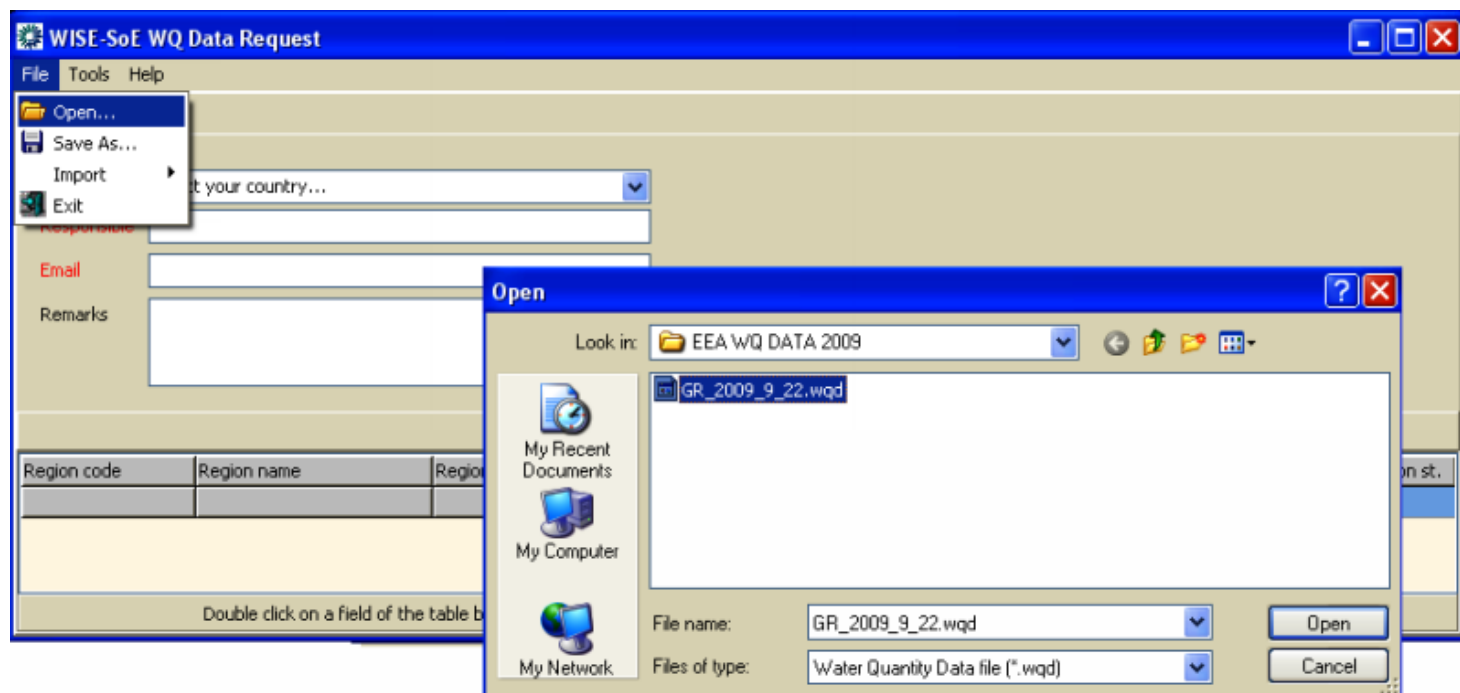 WISE-SoE WQ Data Request
File Tools Help
Open...
Save As...
Import
Exit
t your country...
Responsible
Email
Remarks
Region code Region name Region on st.
Double click on a field of the table b
Open
Look in: EEA WQ DATA 2009
GR_2009_9_22.wqd
My Recent
Documents
My Computer
My Network
File name: GR_2009_9_22.wqd Open
Files of type: Water Quantity Data file (*.wqd) Cancel